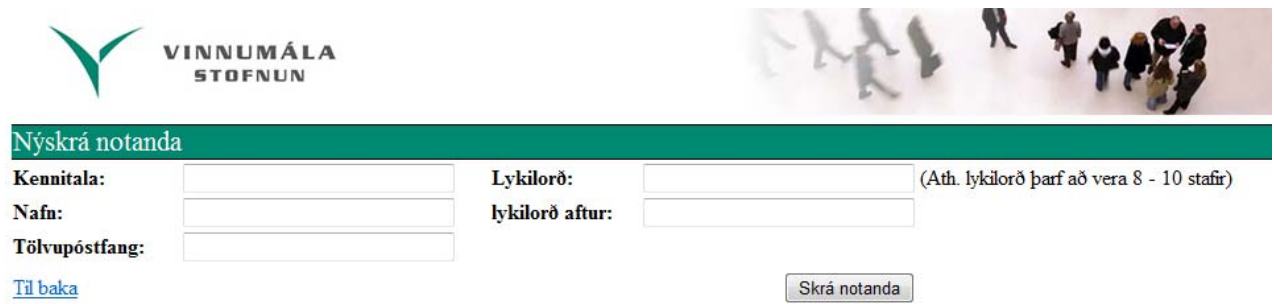 VINNUMÁLA
STOFNUN
Nýskrá notanda
Kennitala: Lykilorð: (Ath. lykilorð þarf að vera 8 - 10 stafir)
Nafn: lykilorð aftur:
Tölvupóstfang:
Til baka Skrá notanda